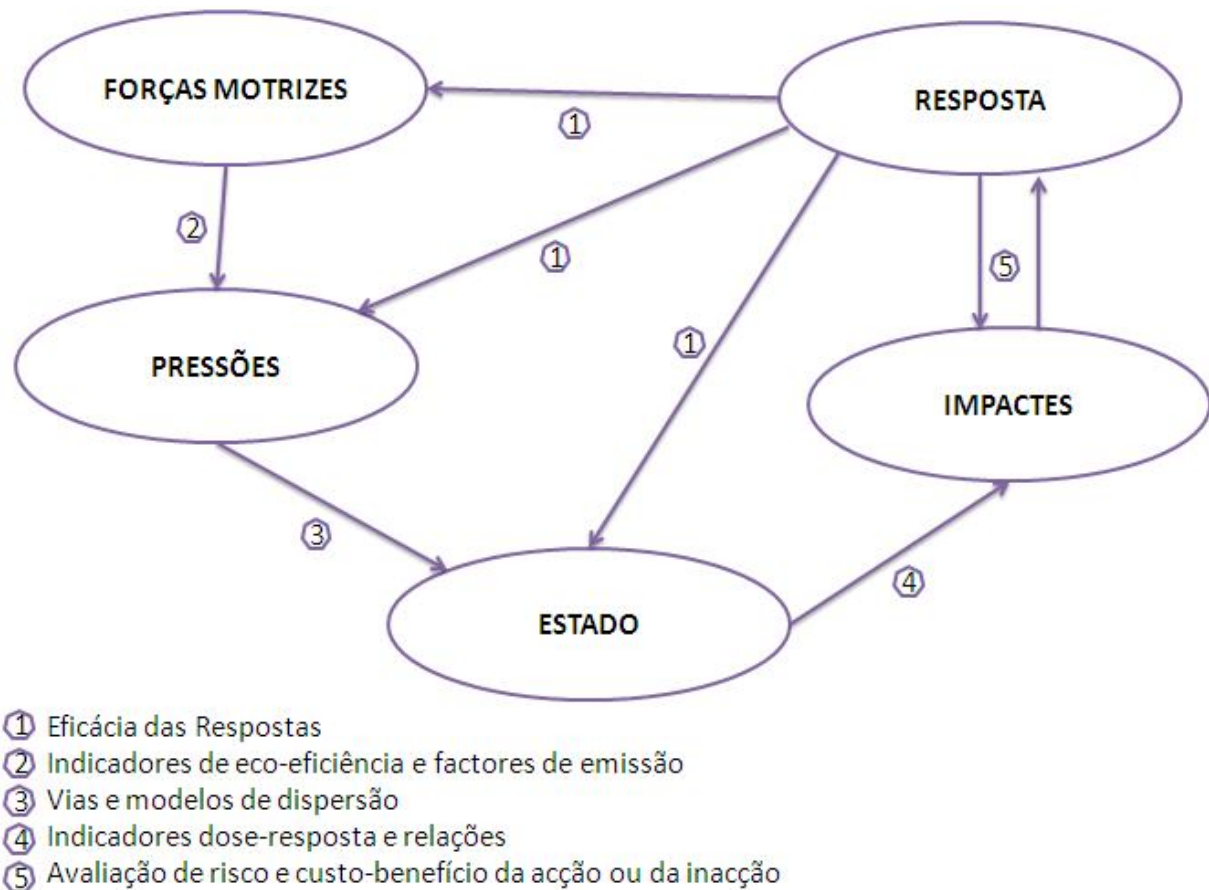 FORÇAS MOTRIZES
RESPOSTA
1
2
1
5
1
PRESSÕES
IMPACTES
3
4
ESTADO
1 Eficácia das Respostas
2 Indicadores de eco-eficiência e factores de emissão
3 Vias e modelos de dispersão
4 Indicadores dose-resposta e relações
5 Avaliação de risco e custo-benefício da acção ou da inacção